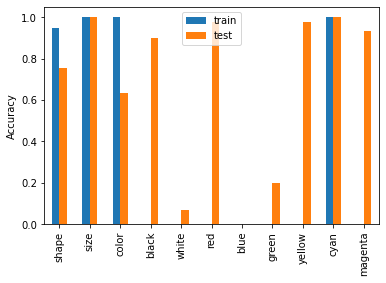 train
test
Accuracy
1.0
0.8
0.6
0.4
0.2
0.0
shape
size
color
black
white
red
blue
green
yellow
cyan
magenta